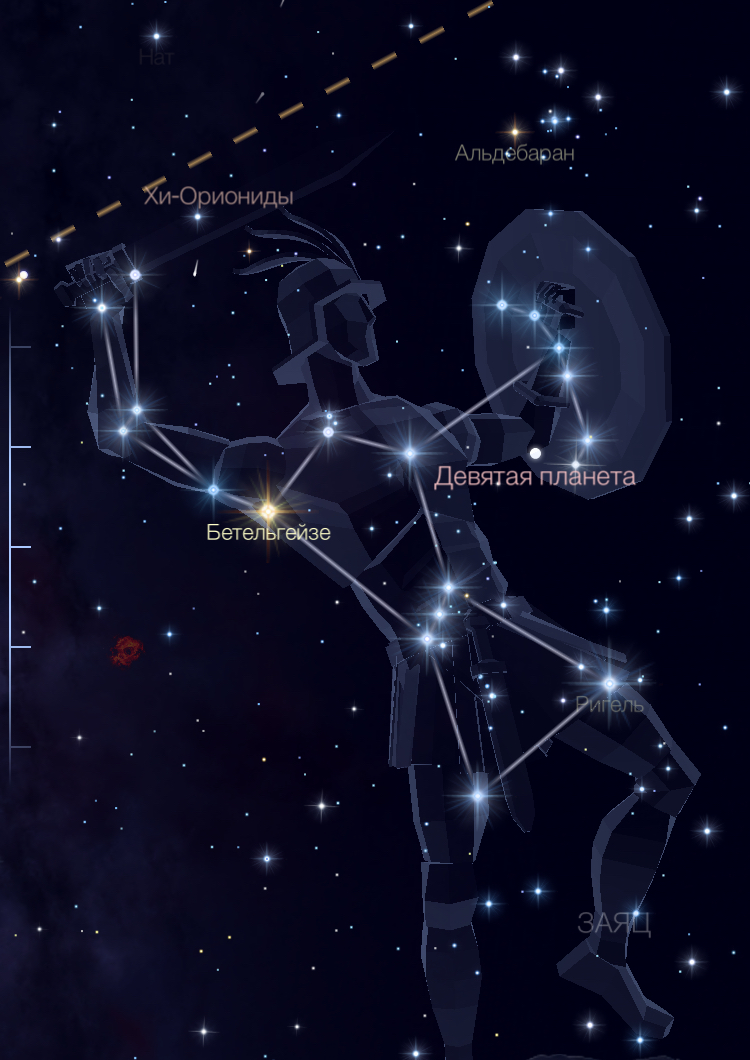 Нат
Альдебаран
Хи-Ориониды
Девятая планета
Бетельгейзе
Ригель
ЗАЯЦ